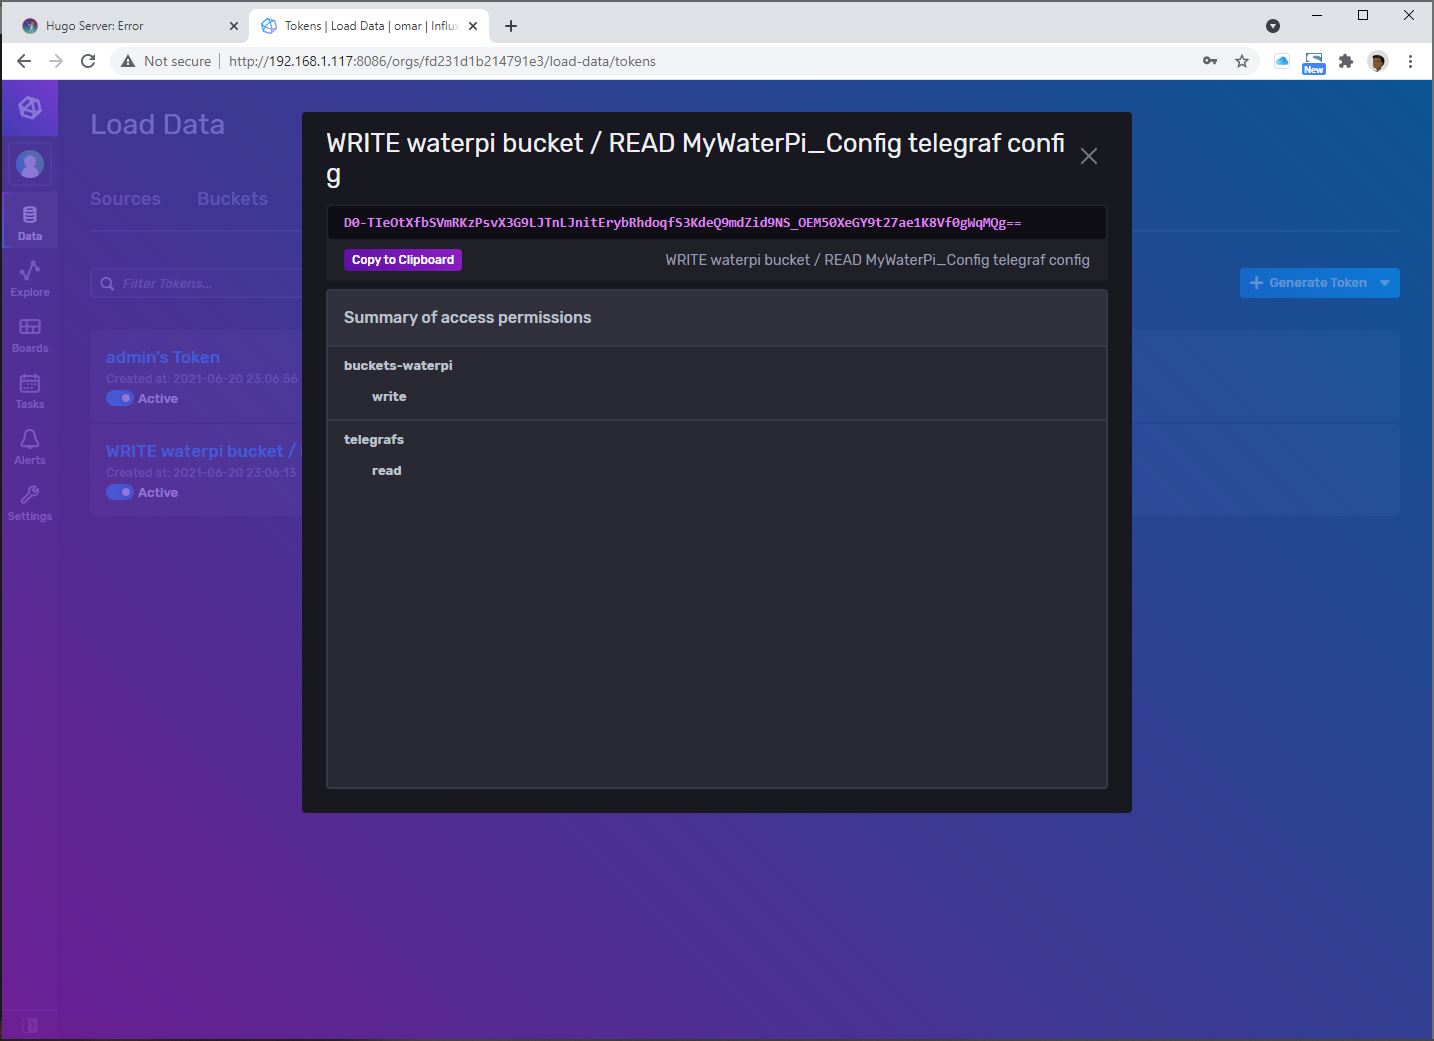 Hugo Server: Error
Tokens | Load Data | omar | Influx
Not secure
http://192.168.1.117:8086/orgs/fd231d1b214791e3/load-data/tokens
New
Load Data
Sources Buckets
Data
Explore
Boards
Tasks
Alerts
Settings
Filter Tokens...
Generate Token
admin's Token
Created at: 2021-06-20 23:06:56
Active
WRITE waterpi bucket /
Created at: 2021-06-20 23:06:13
Active
WRITE waterpi bucket / READ MyWaterPi_Config telegraf confi
g
D0-TIeOtXfbSVmRKzPsvX3G9LJTnLJnitErybRhdoqfS3KdeQ9mdZid9NS_OEM50XeGY9t27ae1K8Vf0gWqMQg==
Copy to Clipboard
WRITE waterpi bucket / READ MyWaterPi_Config telegraf config
Summary of access permissions
buckets-waterpi
write
telegrafs
read